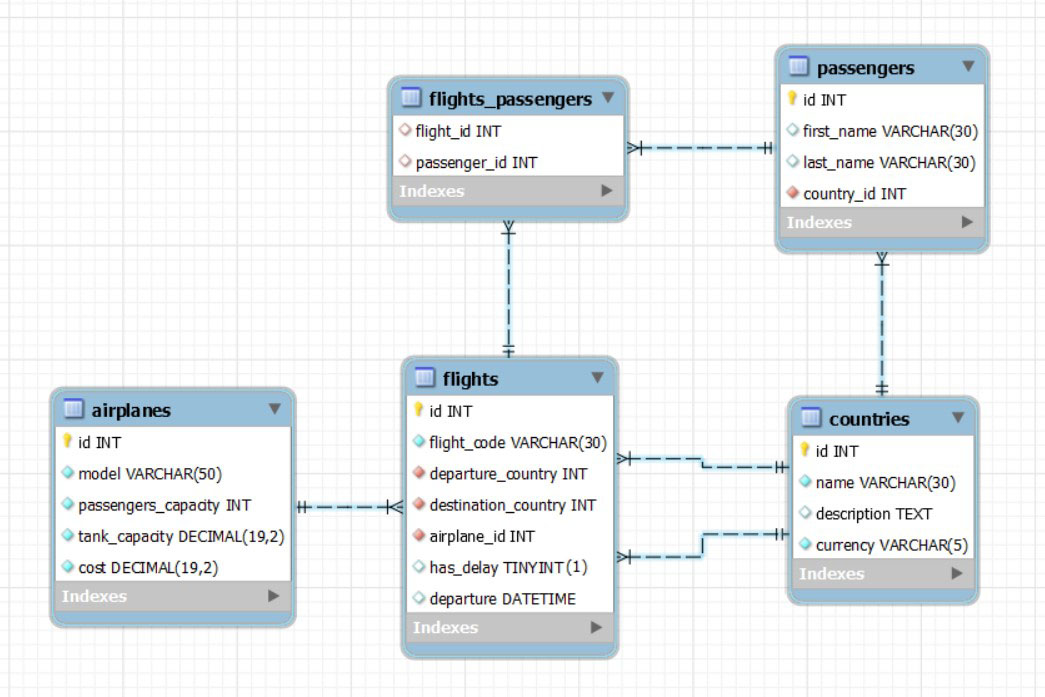 flights_passengers
flight_id INT
passenger_id INT
Indexes
passengers
id INT
first_name VARCHAR(30)
last_name VARCHAR(30)
country_id INT
Indexes
airplanes
id INT
model VARCHAR(50)
passengers_capacity INT
tank_capacity DECIMAL(19,2)
cost DECIMAL(19,2)
Indexes
flights
id INT
flight_code VARCHAR(30)
departure_country INT
destination_country INT
airplane_id INT
has_delay TINYINT(1)
departure DATETIME
Indexes
countries
id INT
name VARCHAR(30)
description TEXT
currency VARCHAR(5)
Indexes